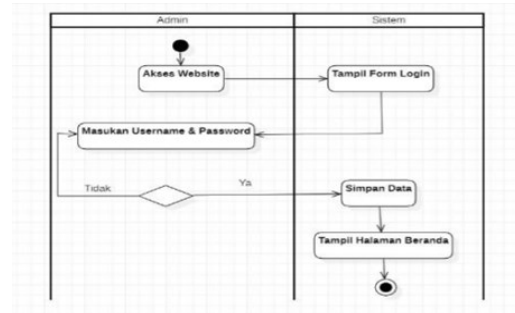 Admin
Sistem
Akses Website
Tampil Form Login
Masukan Username & Password
Tidak
Ya
Simpan Data
Tampil Halaman Beranda